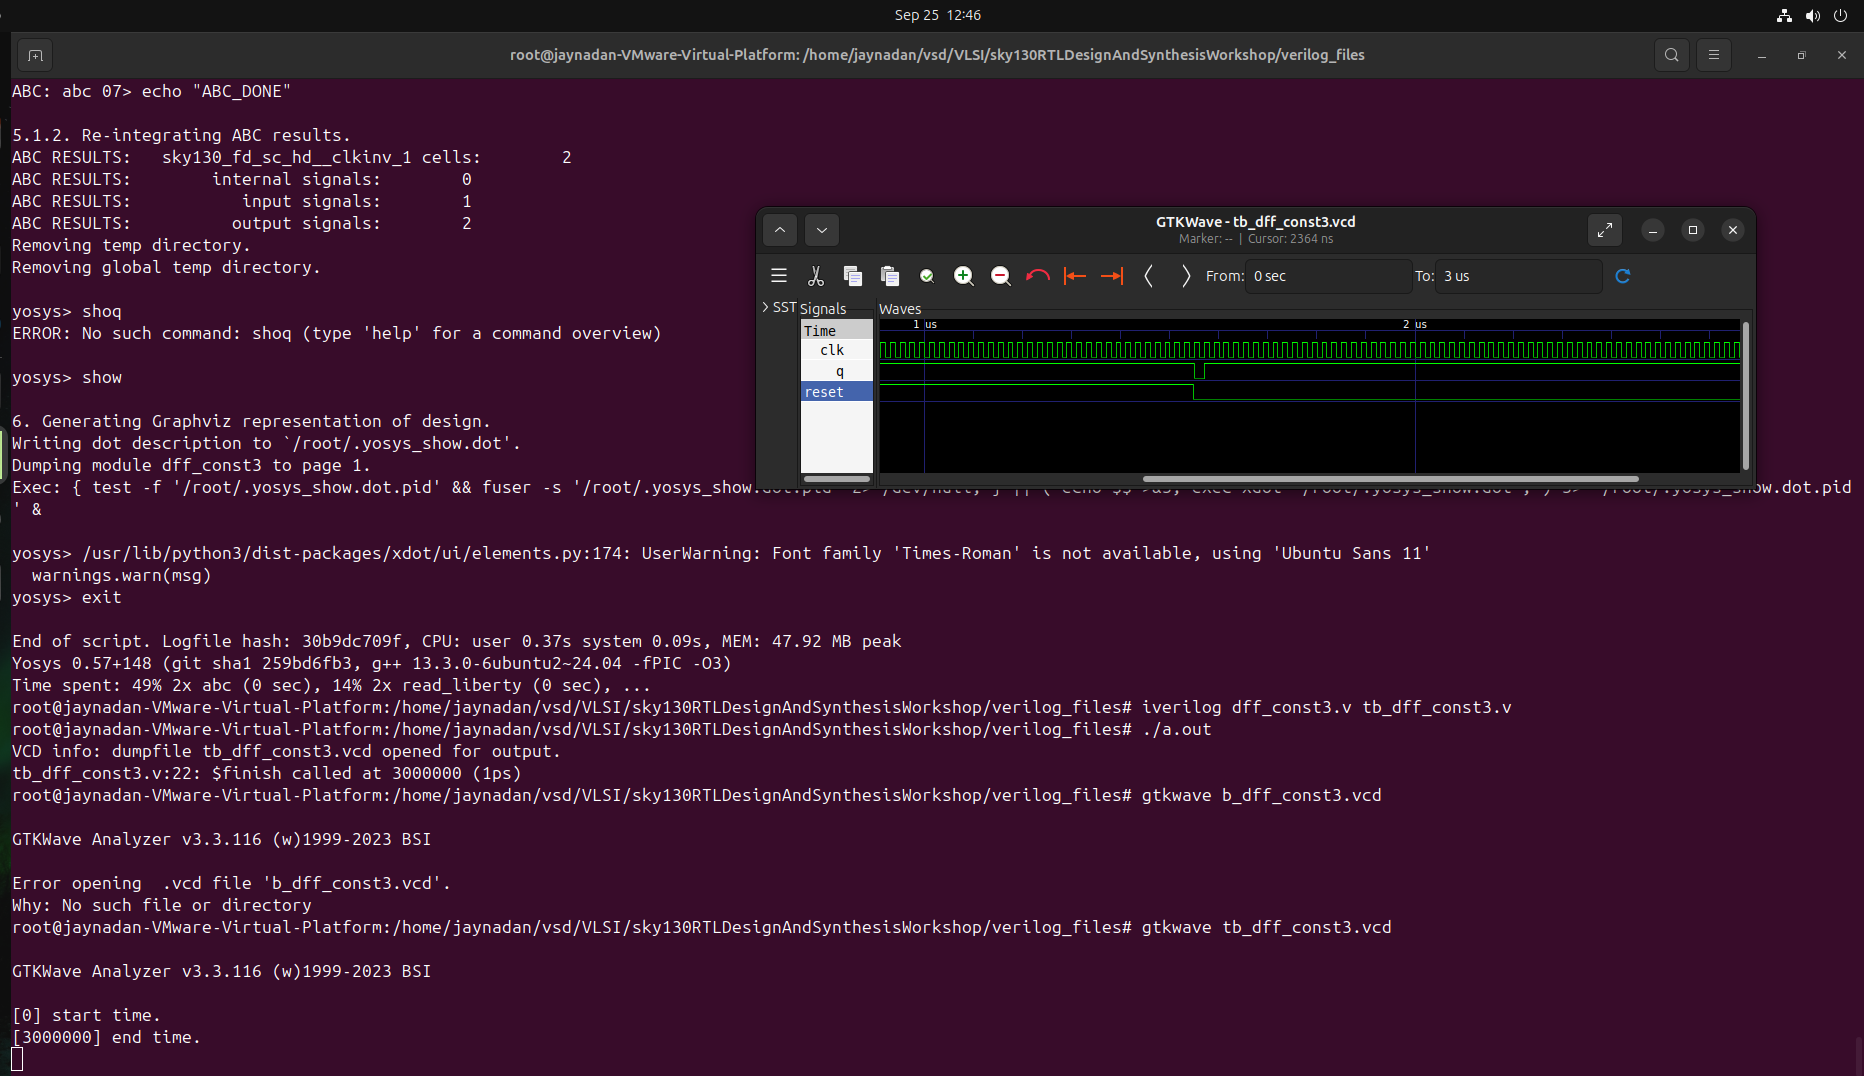 Sep 25  12:46
root@jaynadan-VMware-Virtual-Platform: /home/jaynadan/vsd/VLSI/sky130RTLDesignAndSynthesisWorkshop/verilog_files
ABC: abc 07> echo "ABC_DONE"
5.1.2. Re-integrating ABC results.
ABC RESULTS:   sky130_fd_sc_hd__clkinv_1 cells:        2
ABC RESULTS:        internal signals:        0
ABC RESULTS:           input signals:        1
ABC RESULTS:          output signals:        2
Removing temp directory.
Removing global temp directory.
yosys> shoq
ERROR: No such command: shoq (type 'help' for a command overview)
yosys> show
6. Generating Graphviz representation of design.
Writing dot description to `/root/.yosys_show.dot'.
Dumping module dff_const3 to page 1.
Exec: { test -f '/root/.yosys_show.dot.pid' && fuser -s '/root/.yosys_show. ow.dot.pid
' &
yosys> /usr/lib/python3/dist-packages/xdot/ui/elements.py:174: UserWarning: Font family 'Times-Roman' is not available, using 'Ubuntu Sans 11'
  warnings.warn(msg)
yosys> exit
End of script. Logfile hash: 30b9dc709f, CPU: user 0.37s system 0.09s, MEM: 47.92 MB peak
Yosys 0.57+148 (git sha1 259bd6fb3, g++ 13.3.0-6ubuntu2~24.04 -fPIC -O3)
Time spent: 49% 2x abc (0 sec), 14% 2x read_liberty (0 sec), ...
root@jaynadan-VMware-Virtual-Platform:/home/jaynadan/vsd/VLSI/sky130RTLDesignAndSynthesisWorkshop/verilog_files# iverilog dff_const3.v tb_dff_const3.v
root@jaynadan-VMware-Virtual-Platform:/home/jaynadan/vsd/VLSI/sky130RTLDesignAndSynthesisWorkshop/verilog_files# ./a.out
VCD info: dumpfile tb_dff_const3.vcd opened for output.
tb_dff_const3.v:22: $finish called at 3000000 (1ps)
root@jaynadan-VMware-Virtual-Platform:/home/jaynadan/vsd/VLSI/sky130RTLDesignAndSynthesisWorkshop/verilog_files# gtkwave b_dff_const3.vcd
GTKWave Analyzer v3.3.116 (w)1999-2023 BSI
Error opening  .vcd file 'b_dff_const3.vcd'.
Why: No such file or directory
root@jaynadan-VMware-Virtual-Platform:/home/jaynadan/vsd/VLSI/sky130RTLDesignAndSynthesisWorkshop/verilog_files# gtkwave tb_dff_const3.vcd
GTKWave Analyzer v3.3.116 (w)1999-2023 BSI
[0] start time.
[3000000] end time.
GTKWave - tb_dff_const3.vcd
Marker: -- | Cursor: 2364 ns
From: 0 sec To: 3 us
SST Signals Waves
Time 1 us 2 us
clk
q
reset